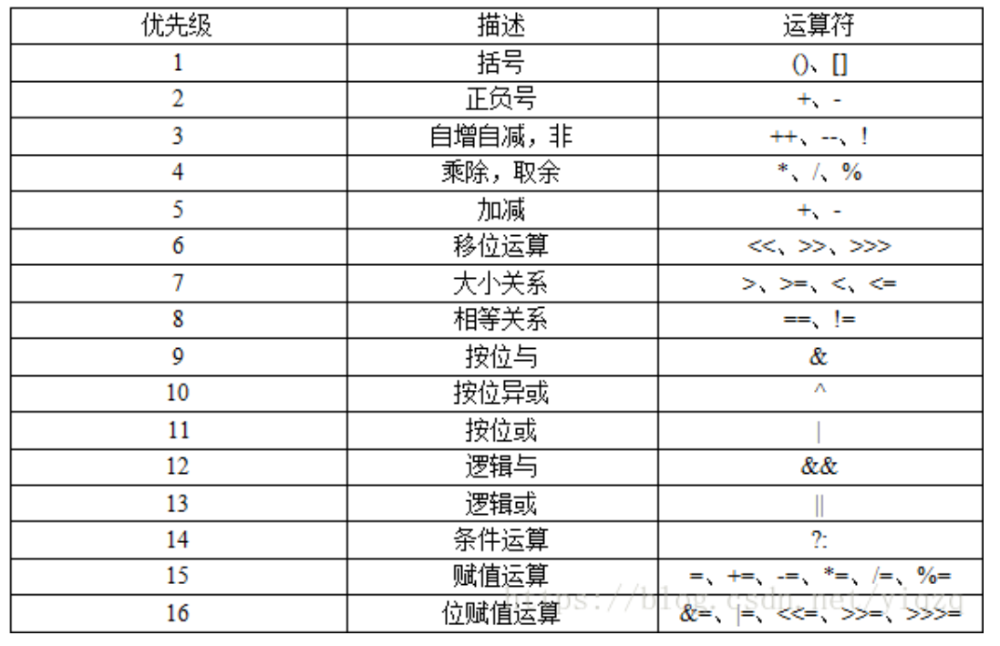 优先级 描述 运算符
1 括号 ()、[]
2 正负号 +、-
3 自增自减，非 ++、--、!
4 乘除，取余 *、/、%
5 加减 +、-
6 移位运算 <<、>>、>>>
7 大小关系 >、>=、<、<=
8 相等关系 ==、!=
9 按位与 &
10 按位异或 ^
11 按位或 |
12 逻辑与 &&
13 逻辑或 ||
14 条件运算 ?:
15 赋值运算 =、+=、-=、*=、/=、%=
16 位赋值运算 &=、|=、<<=、>>=、>>>=
https://blog.csdn.net/yiqzq